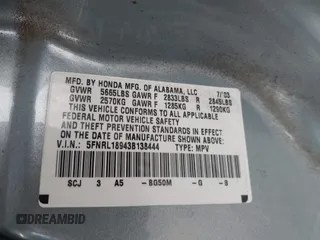 MFD. BY HONDA MFG. OF ALABAMA, LLC 7/03
GVWR 5665LBS GAWR F 2833LBS R 2845LBS
GVWR 2570KG GAWR F 1285KG R 1290KG
THIS VEHICLE CONFORMS TO ALL APPLICABLE
FEDERAL MOTOR VEHICLE SAFETY
AND THEFT PREVENTION STANDARDS IN EFFECT
ON THE DATE OF MANUFACTURE SHOWN ABOVE.
5FNRL18943B138444 TYPE: MPV
SCJ 3 A5 -BG50M -G -9
DREAMBID